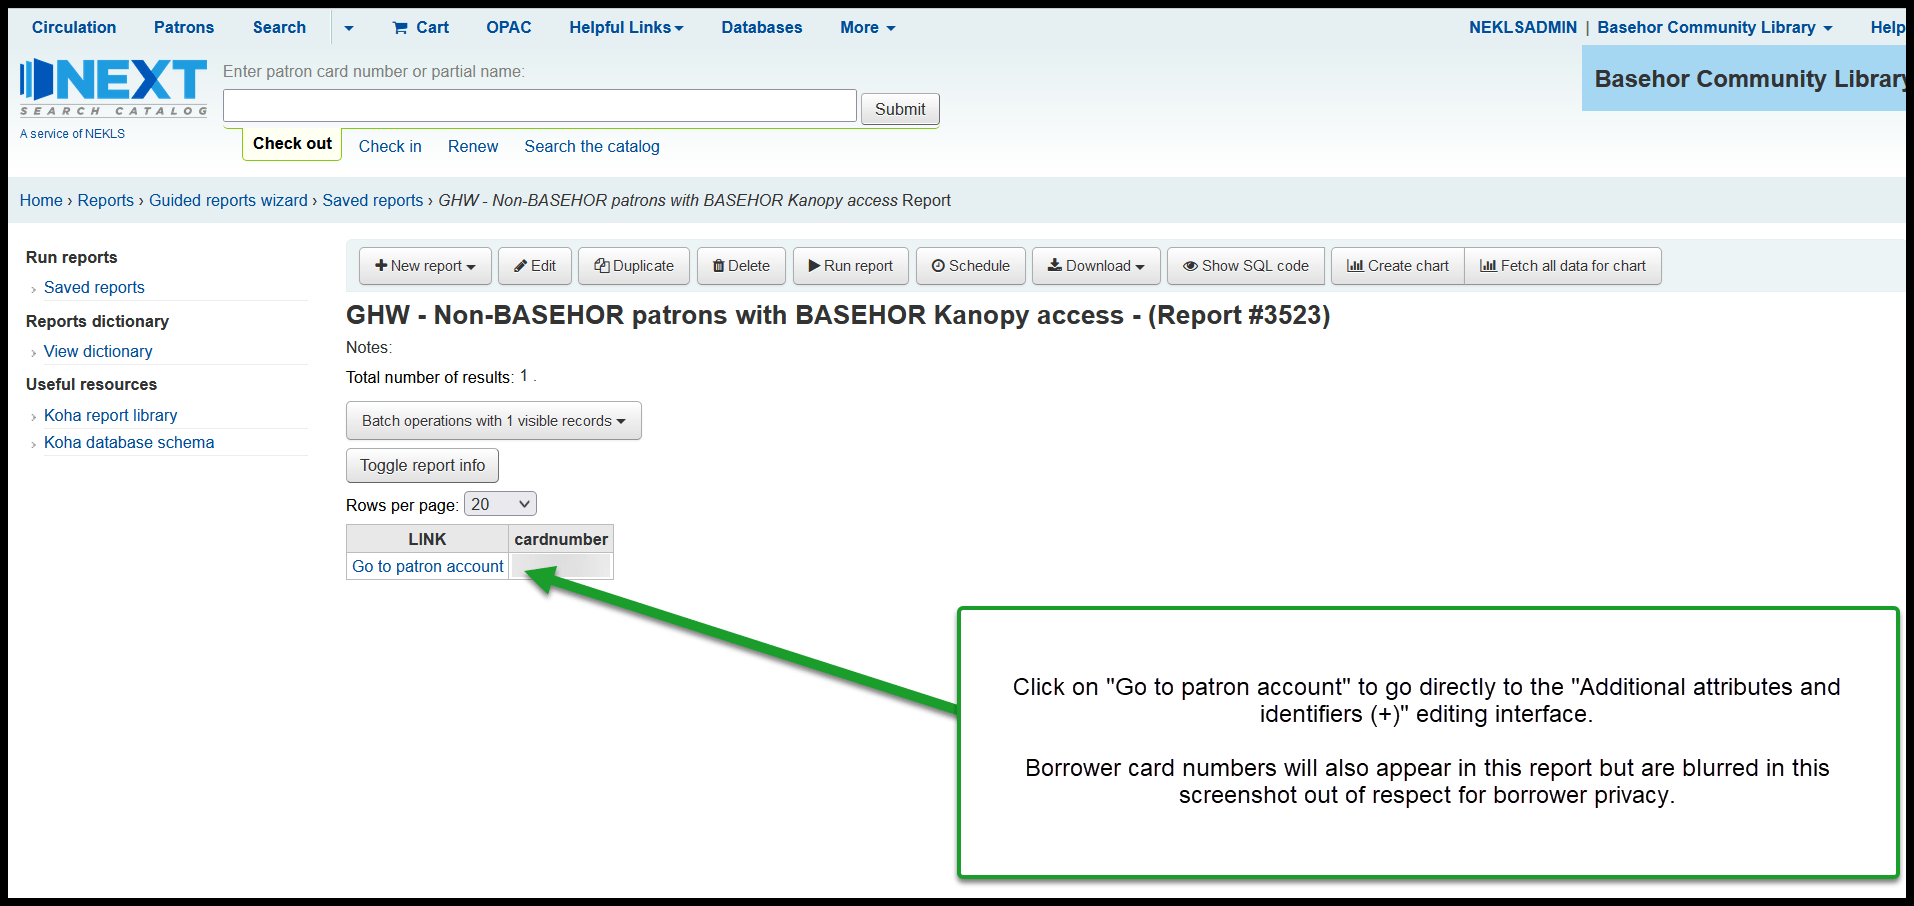 Circulation Patrons Search Cart OPAC Helpful Links Databases More NEKLSADMIN | Basehor Community Library Help
NEXT
SEARCH CATALOG
A service of NEKLS
Enter patron card number or partial name:
Submit
Basehor Community Library
Check out Check in Renew Search the catalog
Home › Reports › Guided reports wizard › Saved reports › GHW - Non-BASEHOR patrons with BASEHOR Kanopy access Report
Run reports
› Saved reports
Reports dictionary
› View dictionary
Useful resources
› Koha report library
› Koha database schema
New report Edit Duplicate Delete Run report Schedule Download Show SQL code Create chart Fetch all data for chart
GHW - Non-BASEHOR patrons with BASEHOR Kanopy access - (Report #3523)
Notes:
Total number of results: 1 .
Batch operations with 1 visible records
Toggle report info
Rows per page: 20
LINK cardnumber
Go to patron account
Click on "Go to patron account" to go directly to the "Additional attributes and
identifiers (+)" editing interface.
Borrower card numbers will also appear in this report but are blurred in this
screenshot out of respect for borrower privacy.